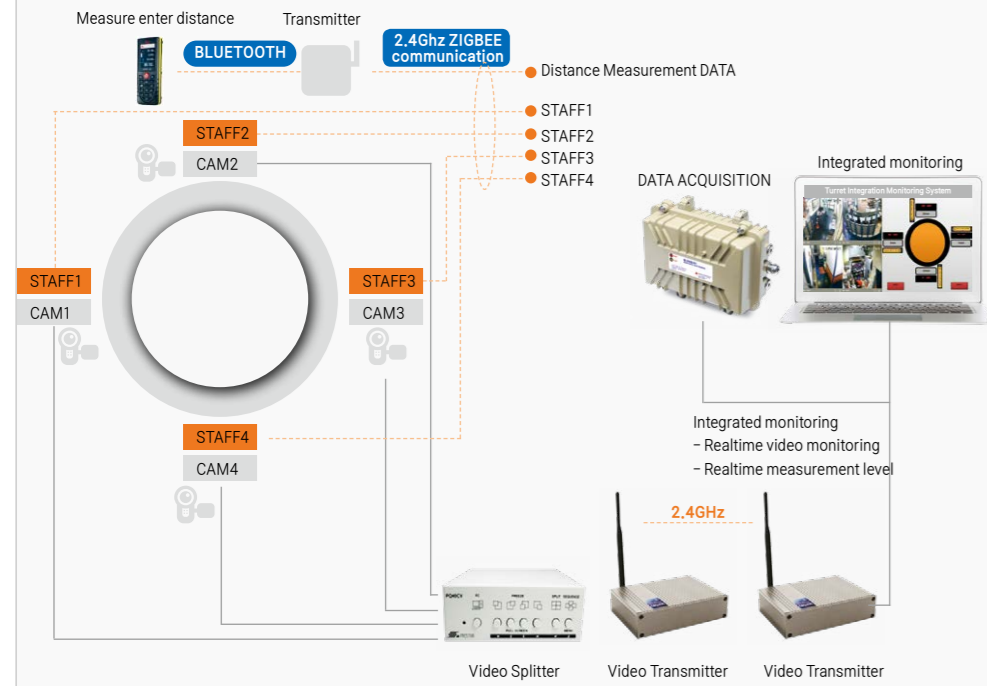 Measure enter distance
Transmitter
BLUETOOTH
2.4Ghz ZIGBEE
communication
Distance Measurement DATA
STAFF1
STAFF2
STAFF3
STAFF4
STAFF2
CAM2
STAFF1
CAM1
STAFF3
CAM3
STAFF4
CAM4
DATA ACQUISITION
Integrated monitoring
Turret Integration Monitoring System
Integrated monitoring
- Realtime video monitoring
- Realtime measurement level
2.4GHz
Video Splitter
Video Transmitter
Video Transmitter